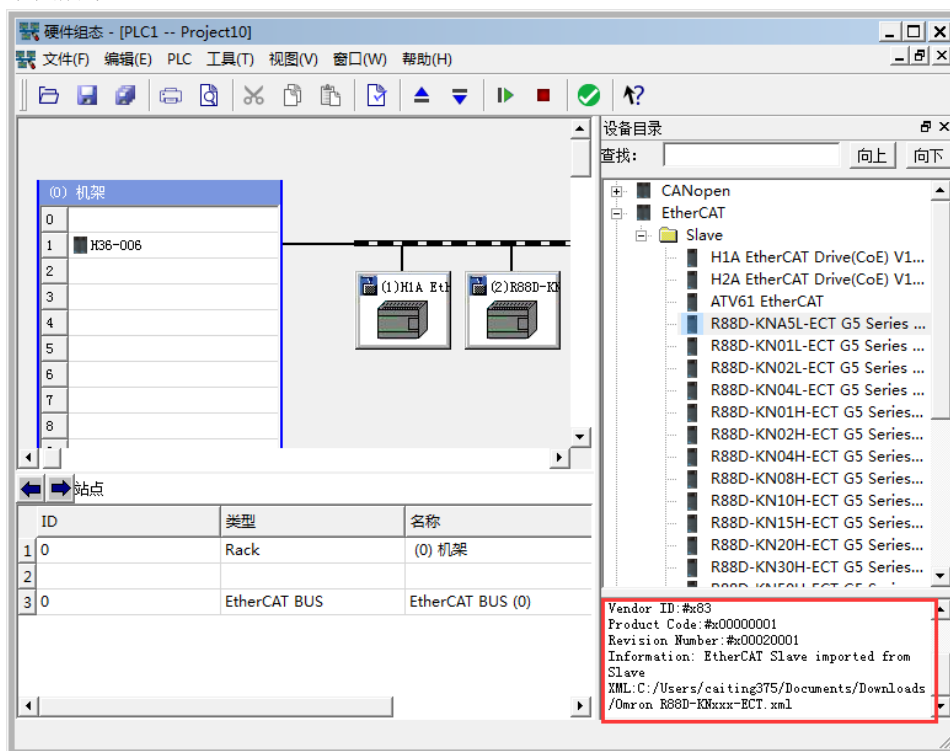 硬件组态 - [PLC1 -- Project10]
文件(F) 编辑(E) PLC 工具(T) 视图(V) 窗口(W) 帮助(H)
设备目录
查找:
向上
向下
CANopen
EtherCAT
Slave
H1A EtherCAT Drive(CoE) V1...
H2A EtherCAT Drive(CoE) V1...
ATV61 EtherCAT
R88D-KNA5L-ECT G5 Series ...
R88D-KN01L-ECT G5 Series ...
R88D-KN02L-ECT G5 Series ...
R88D-KN04L-ECT G5 Series ...
R88D-KN01H-ECT G5 Series...
R88D-KN02H-ECT G5 Series...
R88D-KN04H-ECT G5 Series...
R88D-KN08H-ECT G5 Series...
R88D-KN10H-ECT G5 Series...
R88D-KN15H-ECT G5 Series...
R88D-KN20H-ECT G5 Series...
R88D-KN30H-ECT G5 Series...
(0) 机架
0
1 H36-006
2
3
4
5
6
7
8
(1)H1A Et
(2)R88D-KN
站点
ID 类型 名称
1 0 Rack (0) 机架
2
3 0 EtherCAT BUS EtherCAT BUS (0)
Vendor ID:#x83
Product Code:#x00000001
Revision Number:#x00020001
Information: EtherCAT Slave imported from
Slave
XML:C:/Users/caiting375/Documents/Downloads
/Omron R88D-KNxxx-ECT.xml